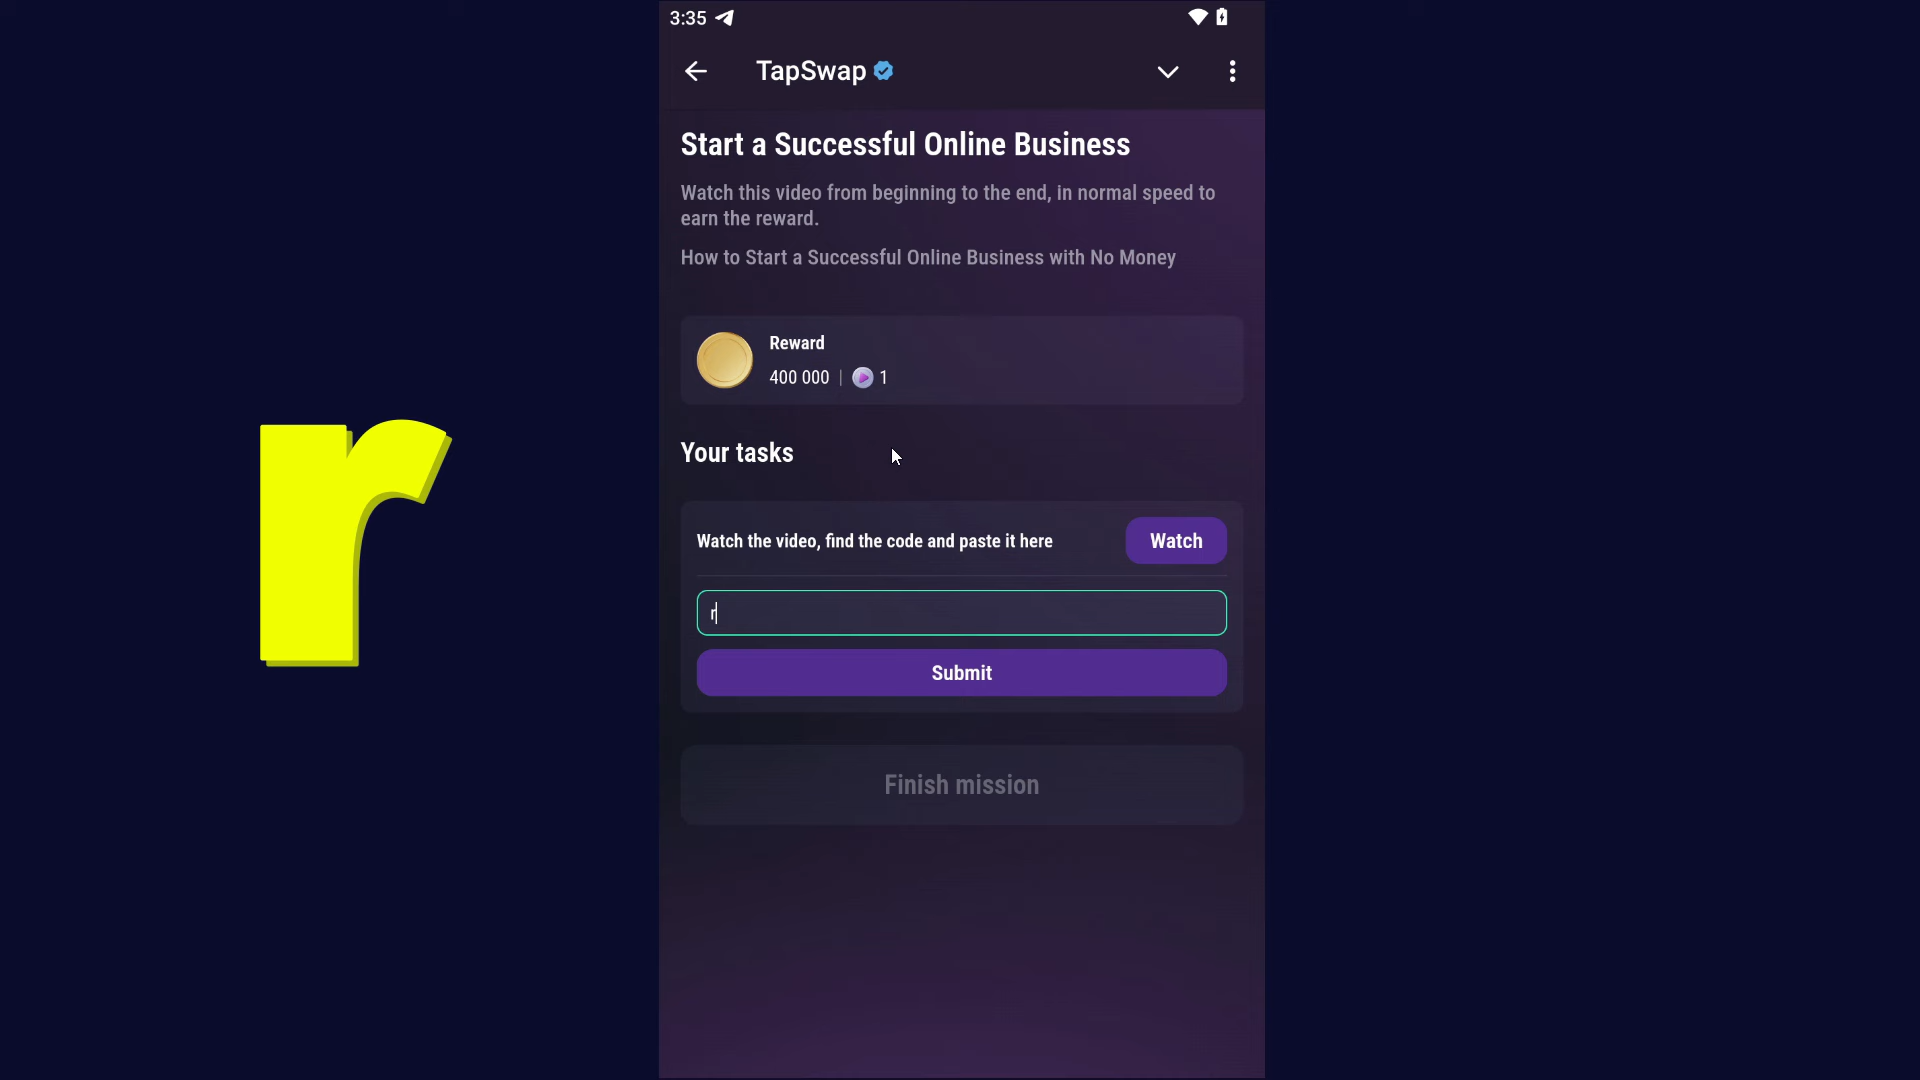 3:35
TapSwap
Start a Successful Online Business
Watch this video from beginning to the end, in normal speed to
earn the reward.
How to Start a Successful Online Business with No Money
Reward
400 000 | 1
Your tasks
r
Watch the video, find the code and paste it here
Watch
r
Submit
Finish mission